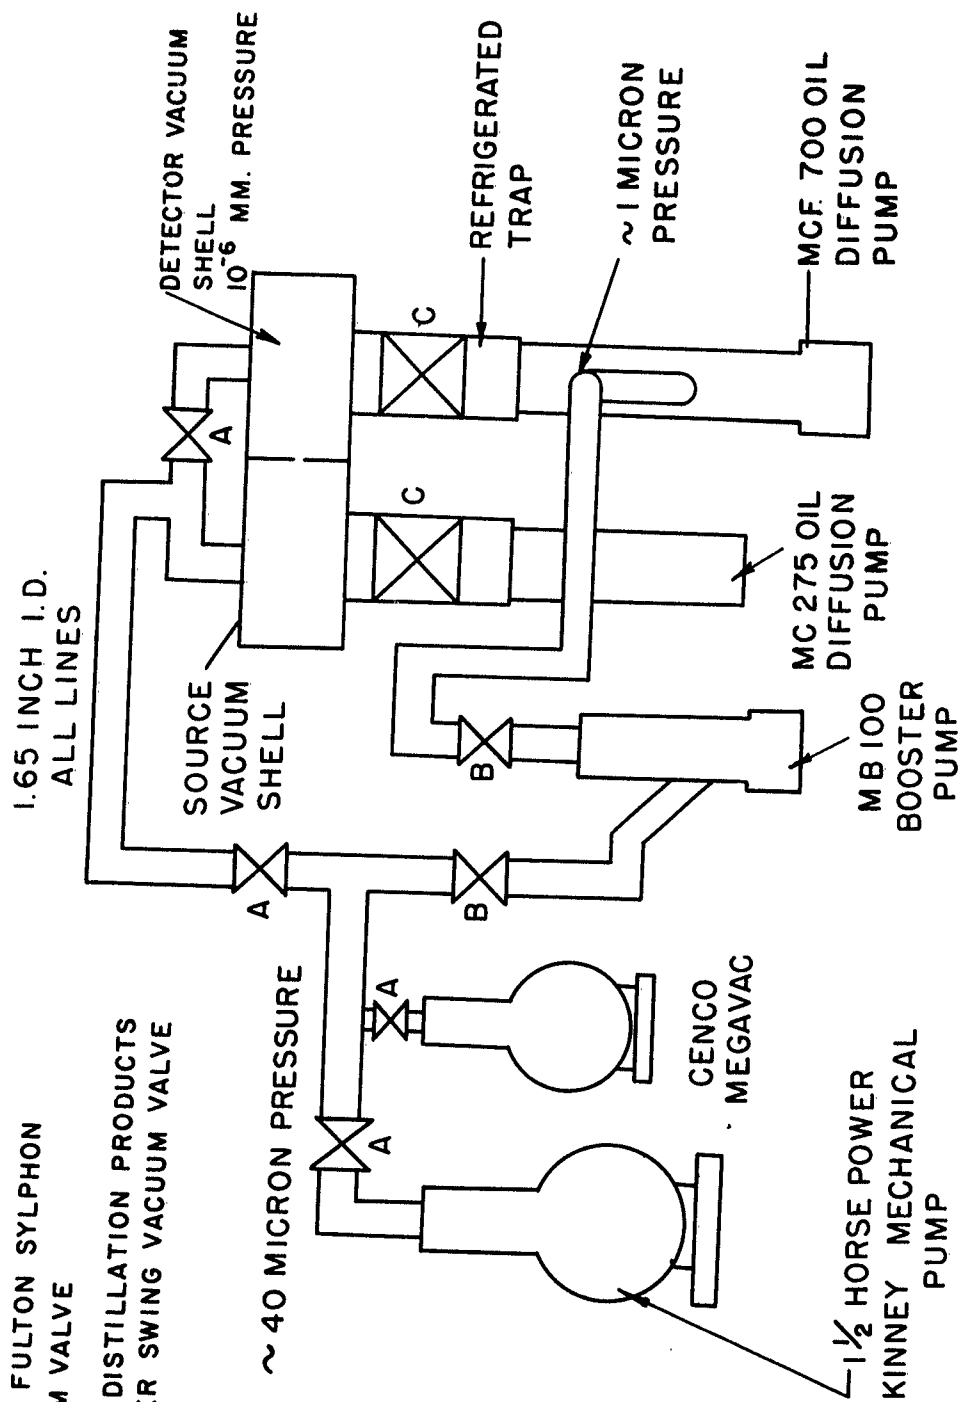 FULTON SYLPHON
VALVE
DISTILLATION PRODUCTS
SWING VACUUM VALVE
1.65 INCH I.D.
ALL LINES
DETECTOR VACUUM
SHELL
10⁻⁶ MM. PRESSURE
SOURCE
VACUUM
SHELL
REFRIGERATED
TRAP
~1 MICRON
PRESSURE
~ 40 MICRON PRESSURE
A
A
A
A
B
B
C
C
MCF. 700 OIL
DIFFUSION
PUMP
MC 275 OIL
DIFFUSION
PUMP
MB 100
BOOSTER
PUMP
CENCO
MEGAVAC
1 1/2 HORSE POWER
KINNEY MECHANICAL
PUMP